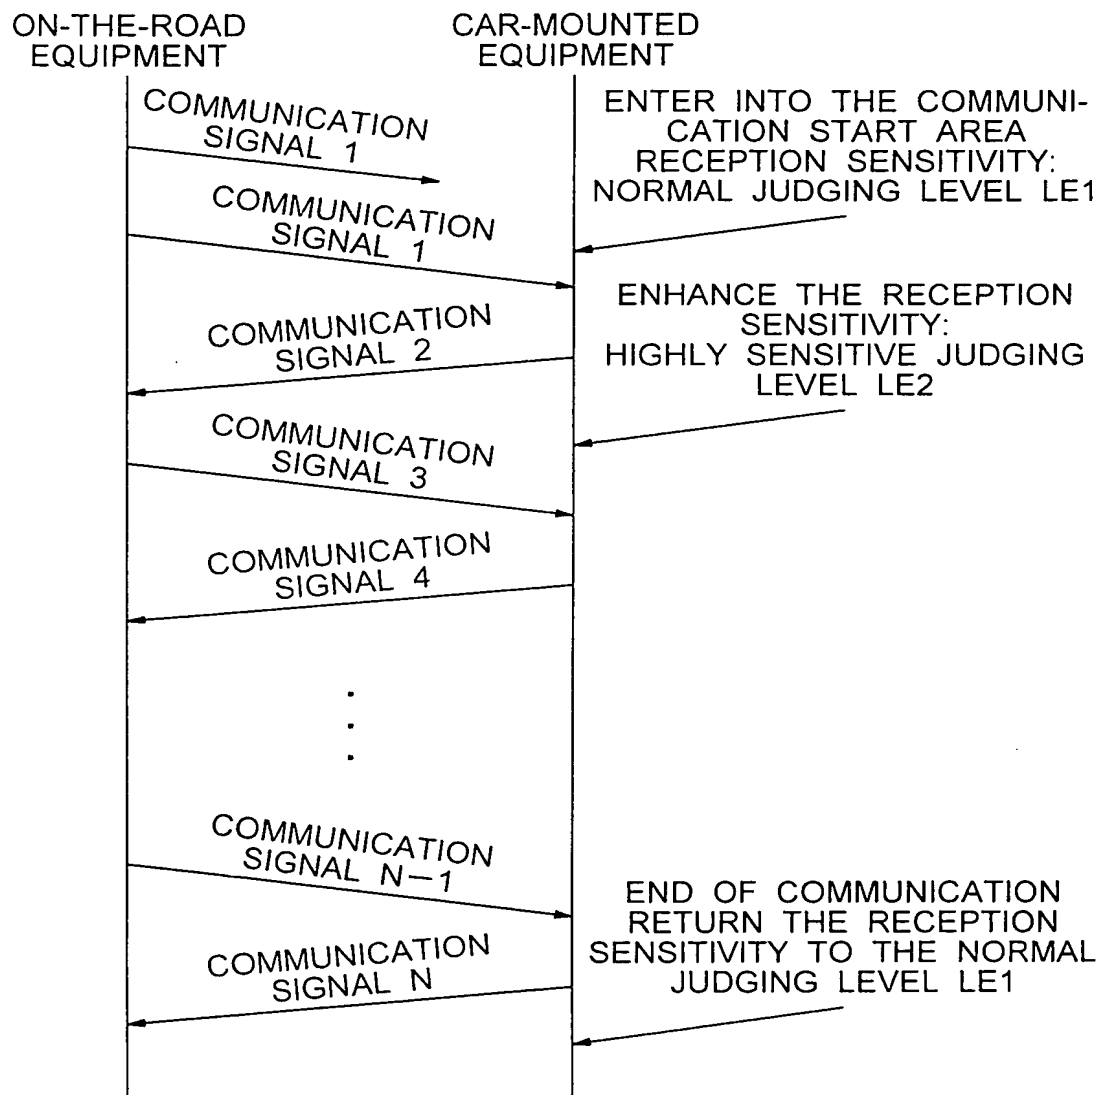 ON-THE-ROAD
EQUIPMENT
CAR-MOUNTED
EQUIPMENT
COMMUNICATION
SIGNAL 1
ENTER INTO THE COMMUNI-
CATION START AREA
RECEPTION SENSITIVITY:
NORMAL JUDGING LEVEL LE1
COMMUNICATION
SIGNAL 1
COMMUNICATION
SIGNAL 2
ENHANCE THE RECEPTION
SENSITIVITY:
HIGHLY SENSITIVE JUDGING
LEVEL LE2
COMMUNICATION
SIGNAL 3
COMMUNICATION
SIGNAL 4
COMMUNICATION
SIGNAL N-1
END OF COMMUNICATION
RETURN THE RECEPTION
SENSITIVITY TO THE NORMAL
JUDGING LEVEL LE1
COMMUNICATION
SIGNAL N